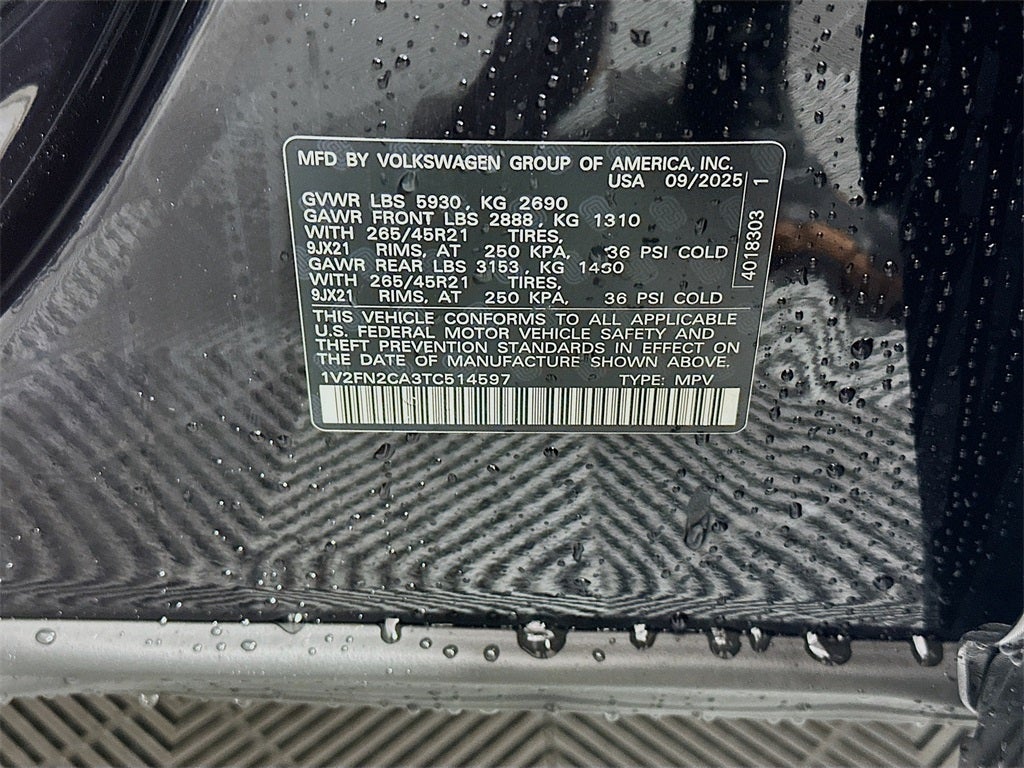 MFD BY VOLKSWAGEN GROUP OF AMERICA, INC.
USA 09/2025
GVWR LBS 5930, KG 2690
GAWR FRONT LBS 2888, KG 1310
WITH 265/45R21 TIRES,
9JX21 RIMS, AT 250 KPA, 36 PSI COLD
GAWR REAR LBS 3153, KG 1430
WITH 265/45R21 TIRES,
9JX21 RIMS, AT 250 KPA, 36 PSI COLD
4018303 1
THIS VEHICLE CONFORMS TO ALL APPLICABLE
U.S. FEDERAL MOTOR VEHICLE SAFETY AND
THEFT PREVENTION STANDARDS IN EFFECT ON
THE DATE OF MANUFACTURE SHOWN ABOVE.
1V2FN2CA3TC514597 TYPE: MPV